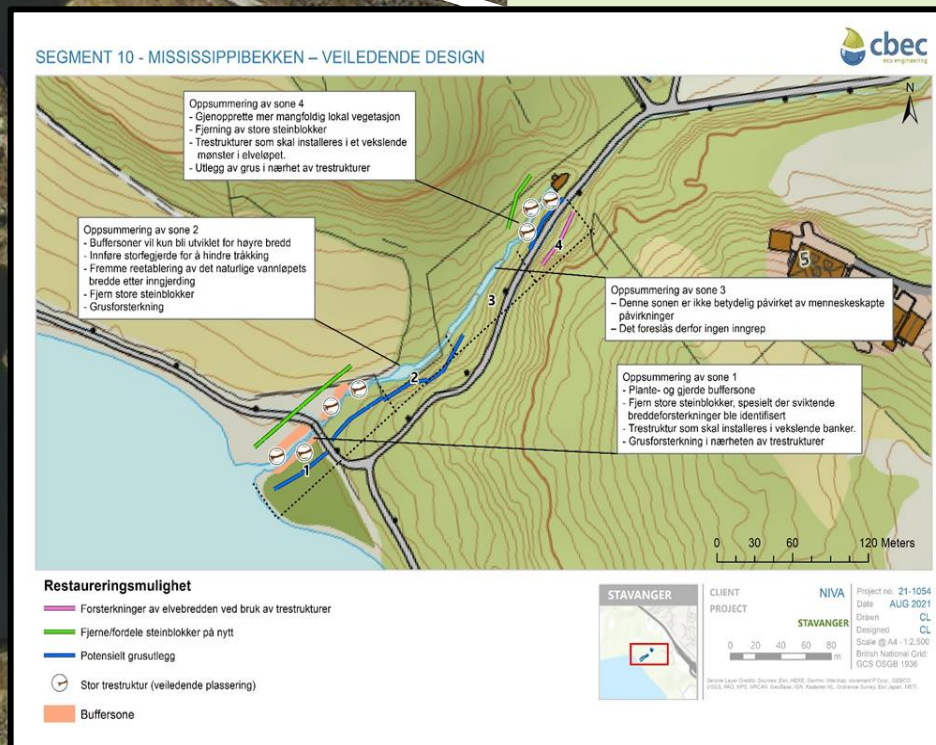 SEGMENT 10 - MISSISSIPPIBEKKEN – VEILEDENDE DESIGN
cbec
eco engineering
N
Oppsummering av sone 4
- Gjenopprette mer mangfoldig lokal vegetasjon
- Fjerning av store steinblokker
- Trestrukturer som skal installeres i et vekslende
mønster i elveløpet.
- Utlegg av grus i nærhet av trestrukturer
Oppsummering av sone 2
- Buffersoner vil kun bli utviklet for høyre bredd
- Innføre storfegjerde for å hindre tråkking
- Fremme reetablering av det naturlige vannløpets
bredde etter inngjerding
- Fjern store steinblokker
- Grusforsterkning
Oppsummering av sone 3
– Denne sonen er ikke betydelig påvirket av menneskeskapte
påvirkninger
– Det foreslås derfor ingen inngrep
Oppsummering av sone 1
- Plante- og gjerde buffersone
- Fjern store steinblokker, spesielt der sviktende
breddeforsterkninger ble identifisert
- Trestruktur som skal installeres i vekslende banker.
- Grusforsterkning i nærheten av trestrukturer
4
3
2
1
5
0 30 60 120 Meters
Restaureringsmulighet
Forsterkninger av elvebredden ved bruk av trestrukturer
Fjerne/fordele steinblokker på nytt
Potensielt grusutlegg
Stor trestruktur (veiledende plassering)
Buffersone
STAVANGER
CLIENT NIVA
PROJECT
STAVANGER
0 20 40 60 80
m
Project no. 21-1054
Date AUG 2021
Drawn CL
Designed CL
Scale @ A4 - 1:2,500
British National Grid:
GCS OSGB 1936